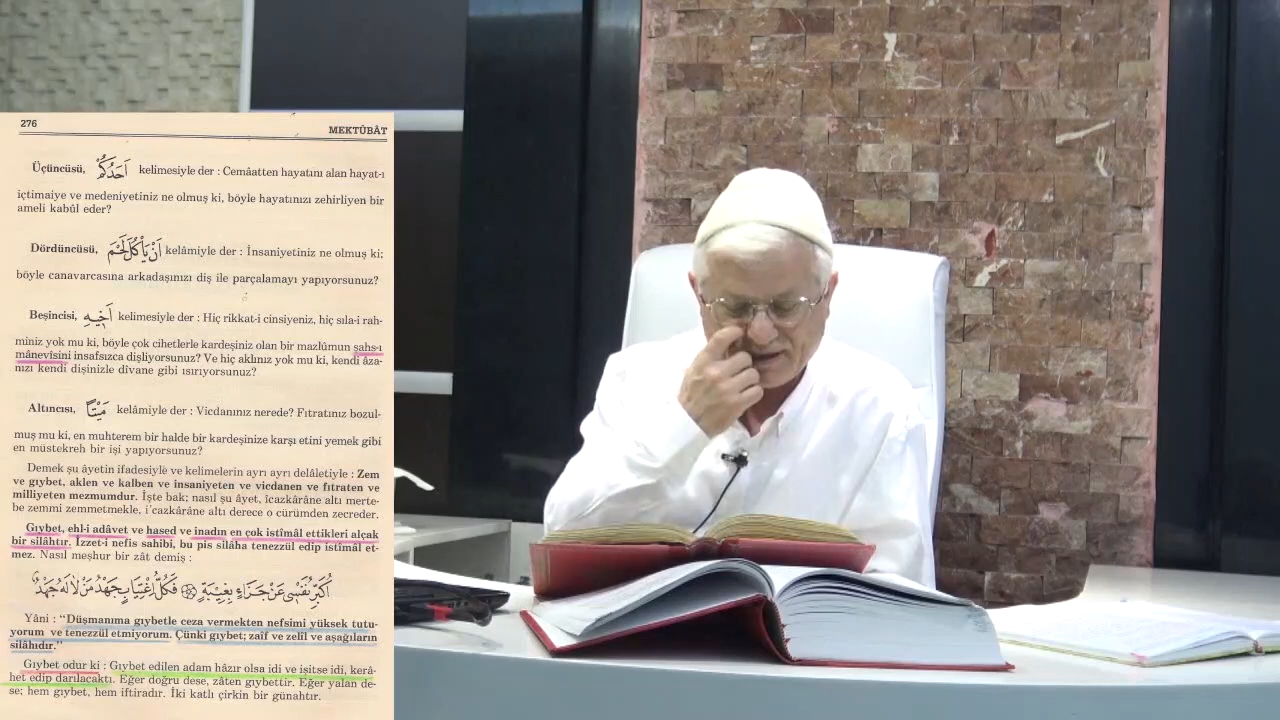 276
MEKTÛBÂT
Üçüncüsü, اَحَدُكُمْ kelimesiyle der : Cemâatten hayatını alan hayat-ı
içtimaiye ve medeniyetiniz ne olmuş ki, böyle hayatınızı zehirliyen bir
ameli kabûl eder?
Dördüncüsü, اَنْ يَاْكُلَ لَحْمَ kelâmiyle der : İnsaniyetiniz ne olmuş ki;
böyle canavarcasına arkadaşınızı diş ile parçalamayı yapıyorsunuz?
Beşincisi, اَخِيهِ kelimesiyle der : Hiç rikkat-i cinsiyeniz, hiç sıla-i rah-
miniz yok mu ki, böyle çok cihetlerle kardeşiniz olan bir mazlûmun şahs-ı
mânevîsini insafsızca dişliyorsunuz? Ve hiç aklınız yok mu ki, kendi âza-
nızı kendi dişinizle divane gibi ısırıyorsunuz?
Altıncısı, مَيْتًا kelâmiyle der : Vicdanınız nerede? Fıtratınız bozul-
muş mu ki, en muhterem bir halde bir kardeşinize karşı etini yemek gibi
en müstekreh bir işi yapıyorsunuz?
Demek şu âyetin ifadesiyle ve kelimelerin ayrı ayrı delâletiyle : Zem
ve gıybet, aklen ve kalben ve insaniyeten ve vicdanen ve fıtraten ve
milliyeten mezmumdur. İşte bak; nasıl şu âyet, îcazkârane altı merte-
be zemmi zemmetmekle, i'cazkârane altı derece o cürümden zecreder.
Gıybet, ehl-i adâvet ve hased ve inadın en çok istîmâl ettikleri alçak
bir silâhtır. İzzet-i nefis sahibi, bu pis silâha tenezzül edip istîmâl et-
mez. Nasıl meşhur bir zât demiş :
اُكَبِّرُ نَفْسِى عَنْ جَزَاءٍ بِغِيْبَةٍ ۞ فَكُلُّ اغْتِيَابٍ جَهْدُ مَنْ لَا لَهُ جَهْدٌ
Yâni : "Düşmanıma gıybetle ceza vermekten nefsimi yüksek tutu-
yorum ve tenezzül etmiyorum. Çünki gıybet; zaif ve zelîl ve aşağıların
silâhıdır."
Gıybet odur ki : Gıybet edilen adam hâzır olsa idi ve işitse idi, kerâ-
het edip darılacaktı. Eğer doğru dese, zâten gıybettir. Eğer yalan de-
se; hem gıybet, hem iftiradır. İki katlı çirkin bir günahtır.